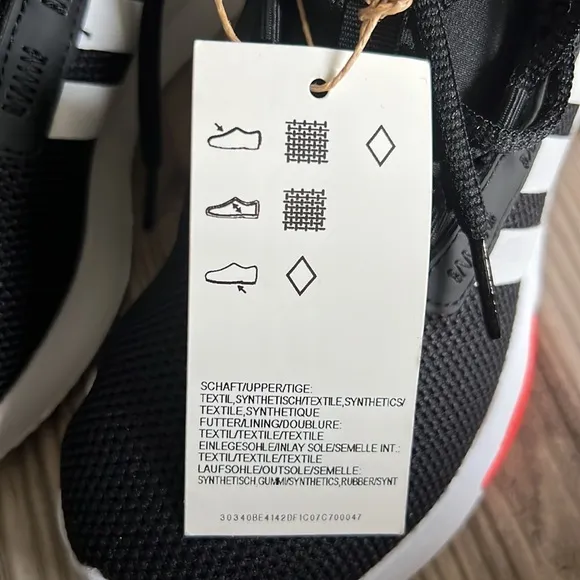 SCHAFT/UPPER/TIGE:
TEXTIL,SYNTHETISCH/TEXTILE,SYNTHETICS/
TEXTILE,SYNTHETIQUE
FUTTER/LINING/DOUBLURE:
TEXTIL/TEXTILE/TEXTILE
EINLEGESOHLE/INLAY SOLE/SEMELLE INT.:
TEXTIL/TEXTILE/TEXTILE
LAUFSOHLE/OUTSOLE/SEMELLE:
SYNTHETISCH,GUMMI/SYNTHETICS,RUBBER/SYNT
30340BE4142DF1C07C700047